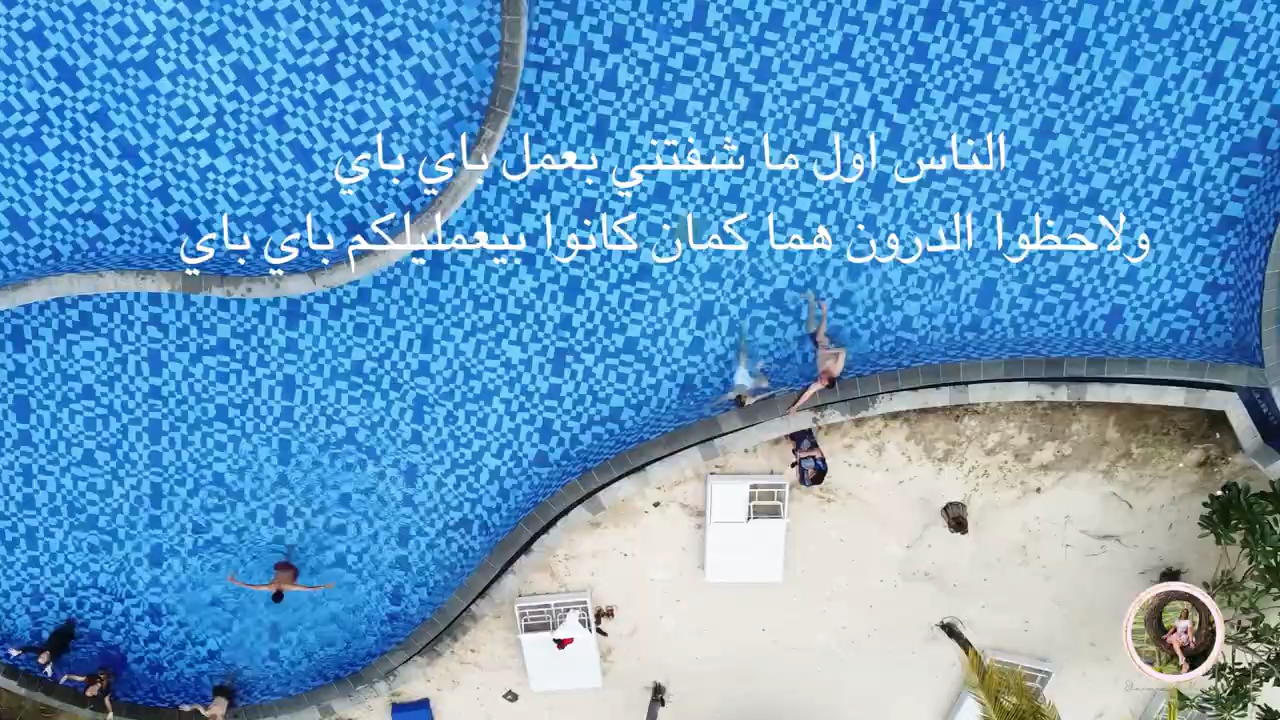 الناس اول ما شفتني بعمل باي باي
ولاحظوا الدرون هما كمان كانوا بيعمليلكم باي باي